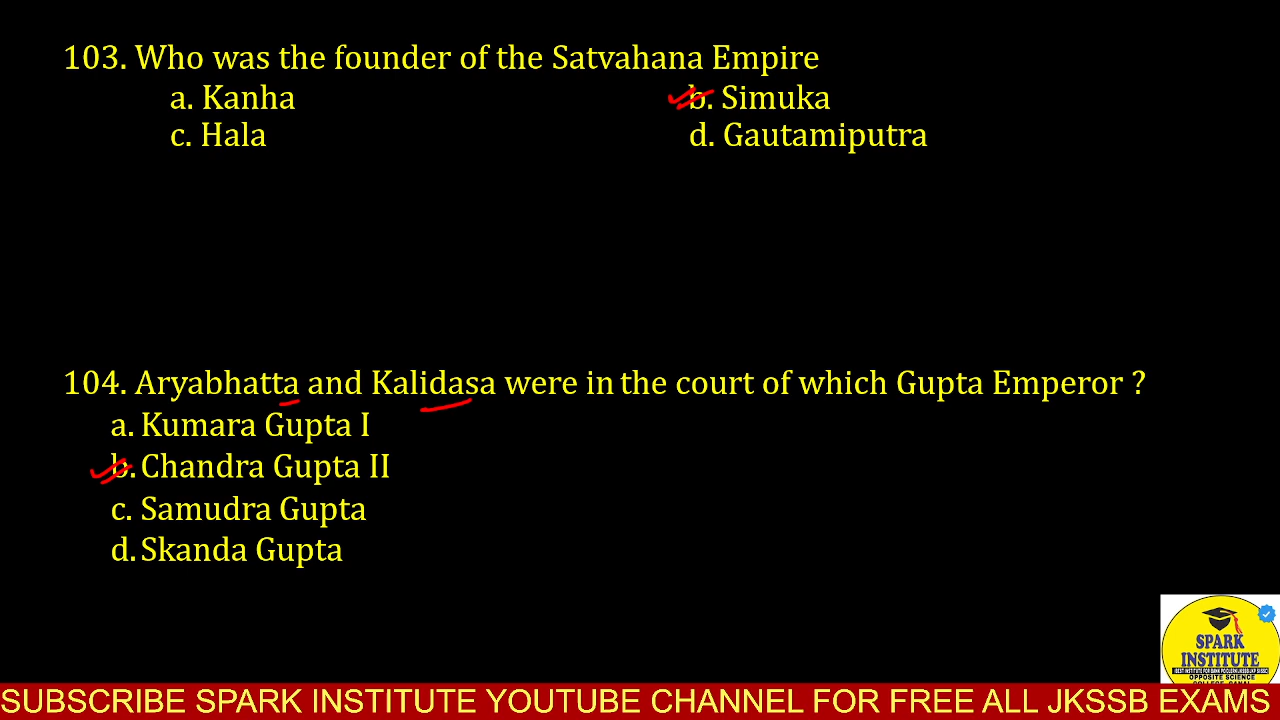 103. Who was the founder of the Satvahana Empire
a. Kanha b. Simuka
c. Hala d. Gautamiputra
104. Aryabhatta and Kalidasa were in the court of which Gupta Emperor ?
a. Kumara Gupta I
b. Chandra Gupta II
c. Samudra Gupta
d. Skanda Gupta
SPARK
INSTITUTE
OPPOSITE SCIENCE
SUBSCRIBE SPARK INSTITUTE YOUTUBE CHANNEL FOR FREE ALL JKSSB EXAMS